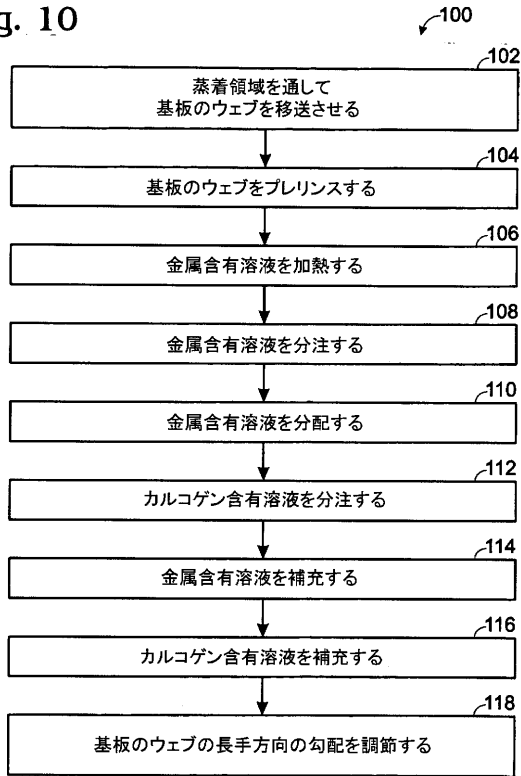 g. 10
100
102
蒸着領域を通して
基板のウェブを移送させる
104
基板のウェブをプレリンスする
106
金属含有溶液を加熱する
108
金属含有溶液を分注する
110
金属含有溶液を分配する
112
カルコゲン含有溶液を分注する
114
金属含有溶液を補充する
116
カルコゲン含有溶液を補充する
118
基板のウェブの長手方向の勾配を調節する